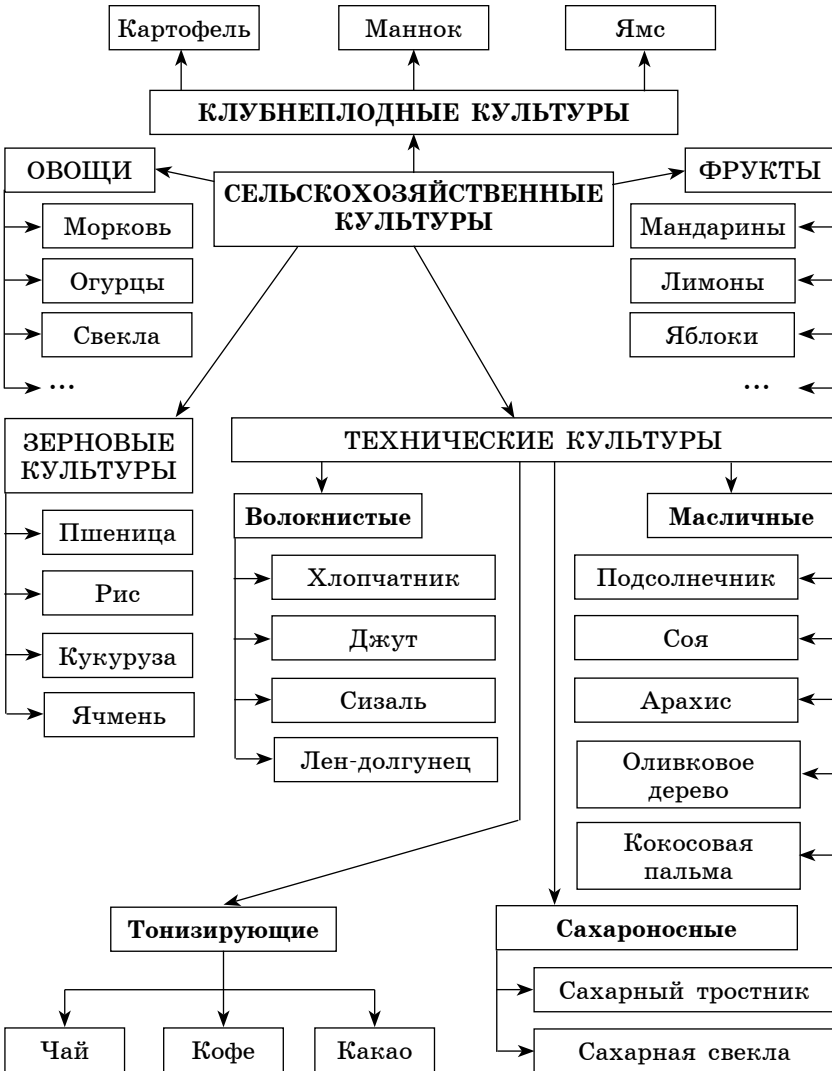 Картофель
Маннок
Ямс
КЛУБНЕПЛОДНЫЕ КУЛЬТУРЫ
СЕЛЬСКОХОЗЯЙСТВЕННЫЕ
КУЛЬТУРЫ
ОВОЩИ
Морковь
Огурцы
Свекла
...
ФРУКТЫ
Мандарины
Лимоны
Яблоки
...
ЗЕРНОВЫЕ
КУЛЬТУРЫ
Пшеница
Рис
Кукуруза
Ячмень
ТЕХНИЧЕСКИЕ КУЛЬТУРЫ
Волокнистые
Хлопчатник
Джут
Сизаль
Лен-долгунец
Масличные
Подсолнечник
Соя
Арахис
Оливковое
дерево
Кокосовая
пальма
Тонизирующие
Чай
Кофе
Какао
Сахароносные
Сахарный тростник
Сахарная свекла